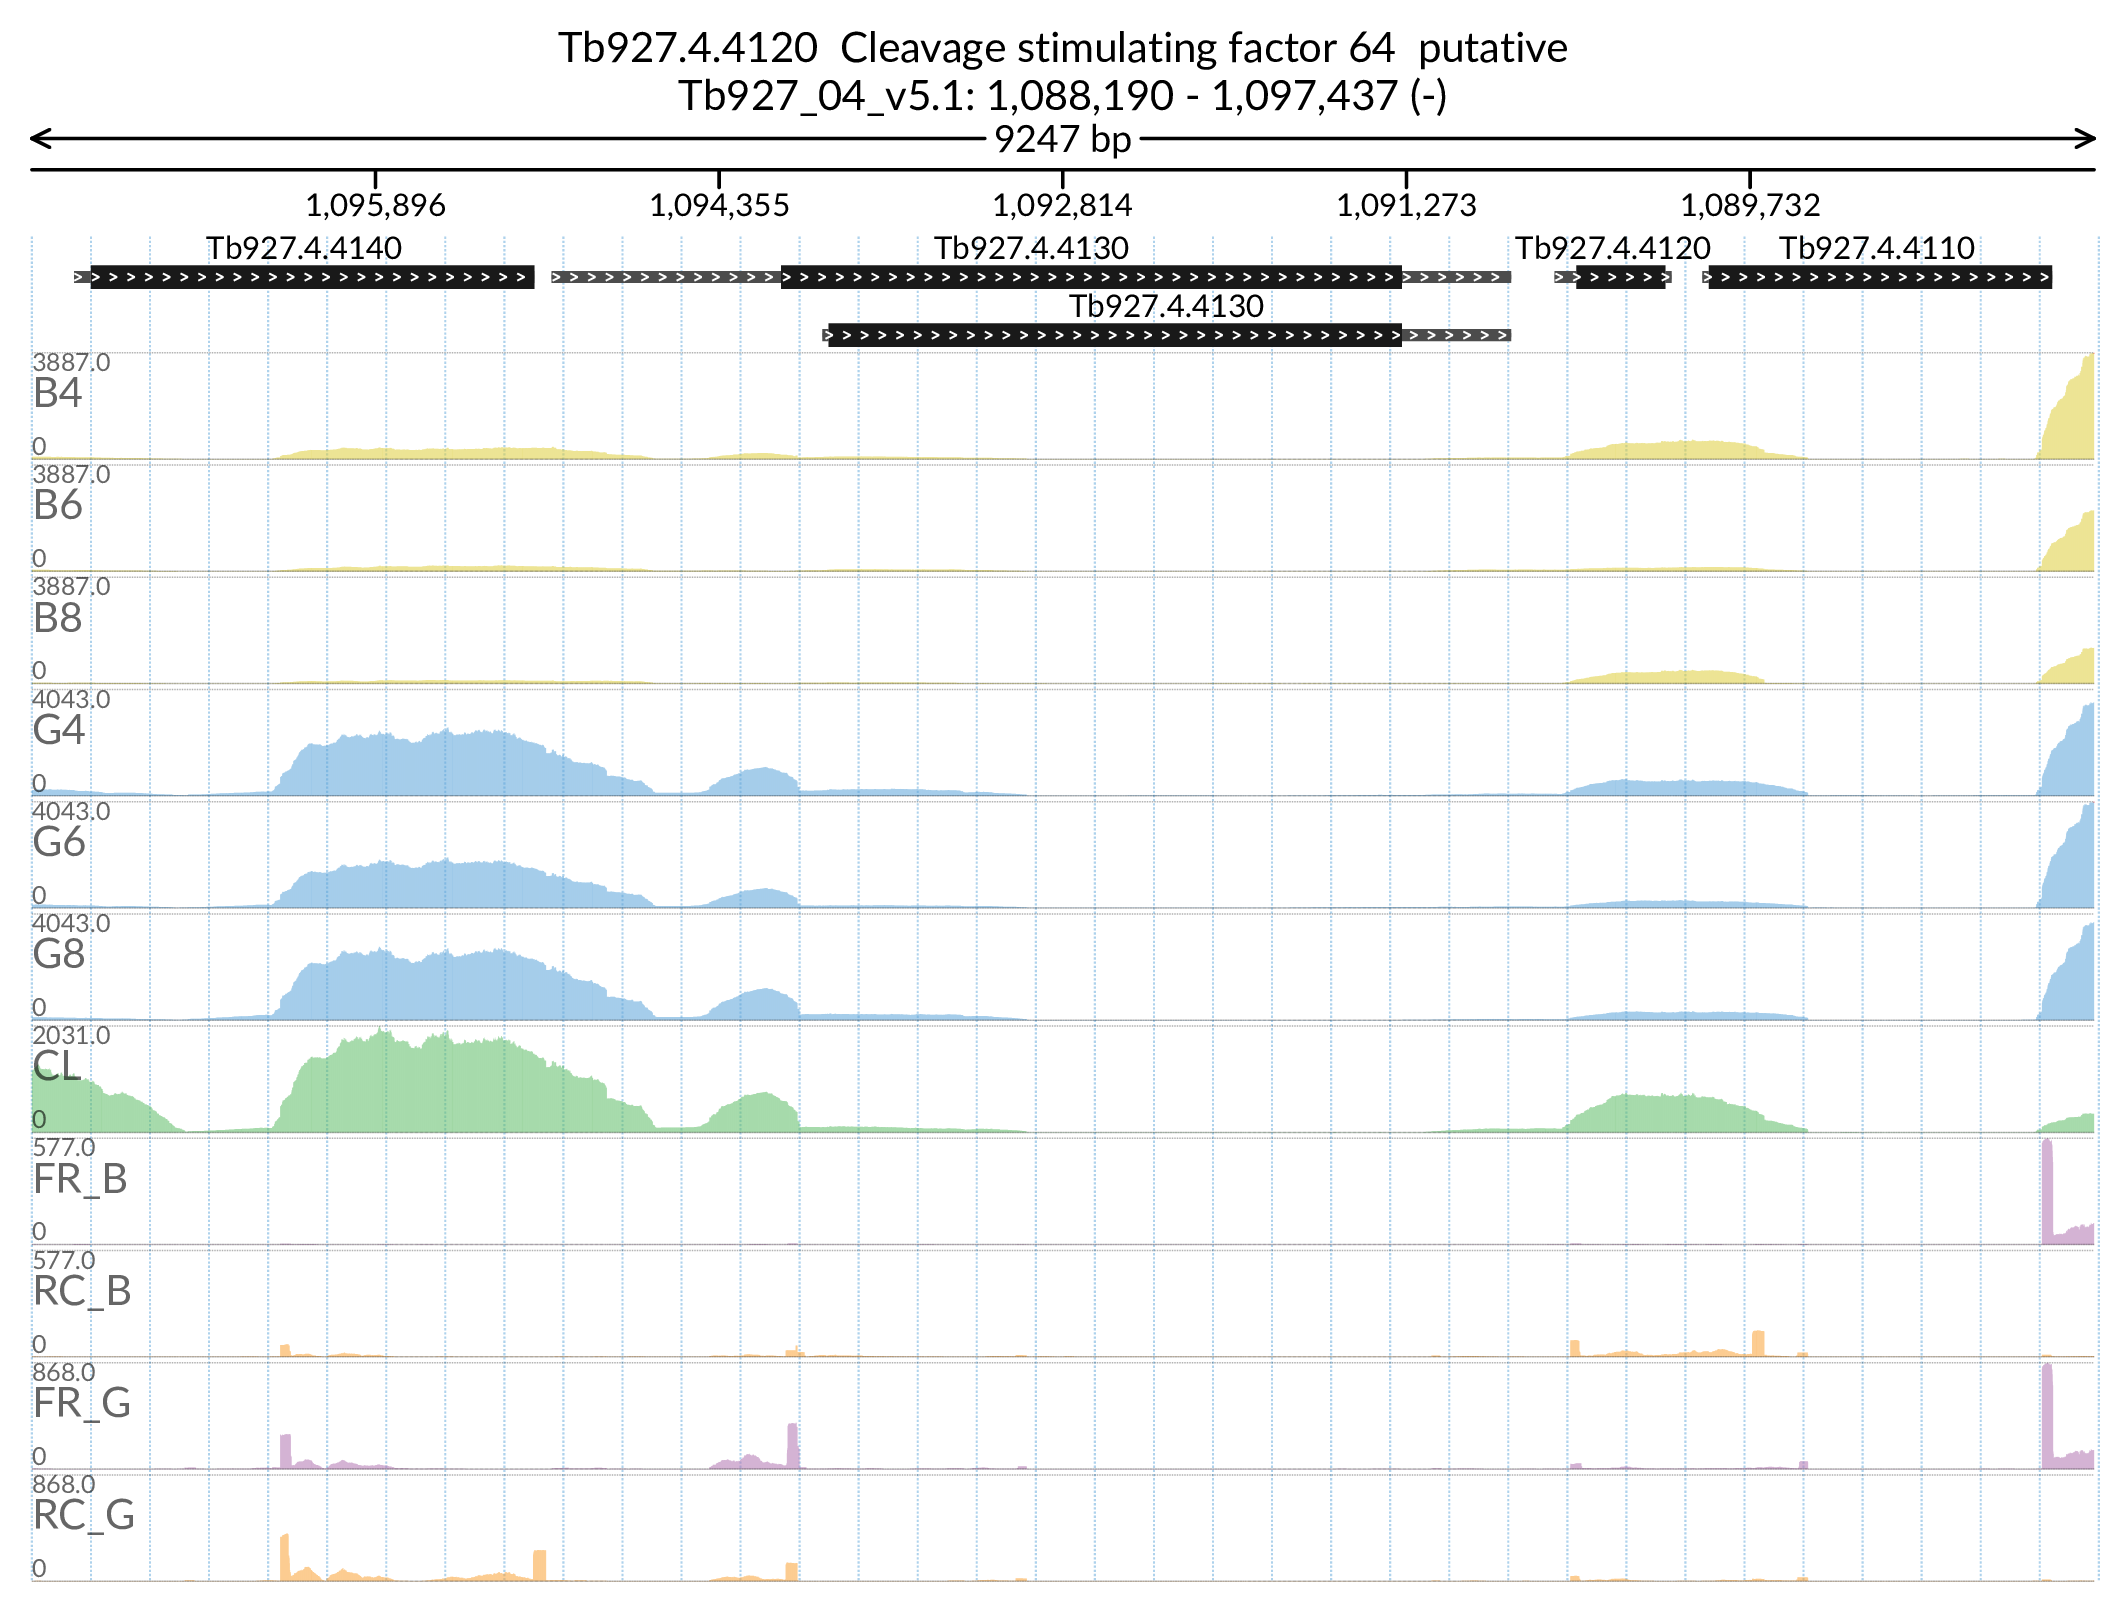 Tb927.4.4120  Cleavage stimulating factor 64  putative
Tb927_04_v5.1: 1,088,190 - 1,097,437 (-)
9247 bp
1,095,896 1,094,355 1,092,814 1,091,273 1,089,732
Tb927.4.4140 Tb927.4.4130 Tb927.4.4120 Tb927.4.4110
Tb927.4.4130
3887.0
B4
0
3887.0
B6
0
3887.0
B8
0
4043.0
G4
0
4043.0
G6
0
4043.0
G8
0
2031.0
CL
0
577.0
FR_B
0
577.0
RC_B
0
868.0
FR_G
0
868.0
RC_G
0